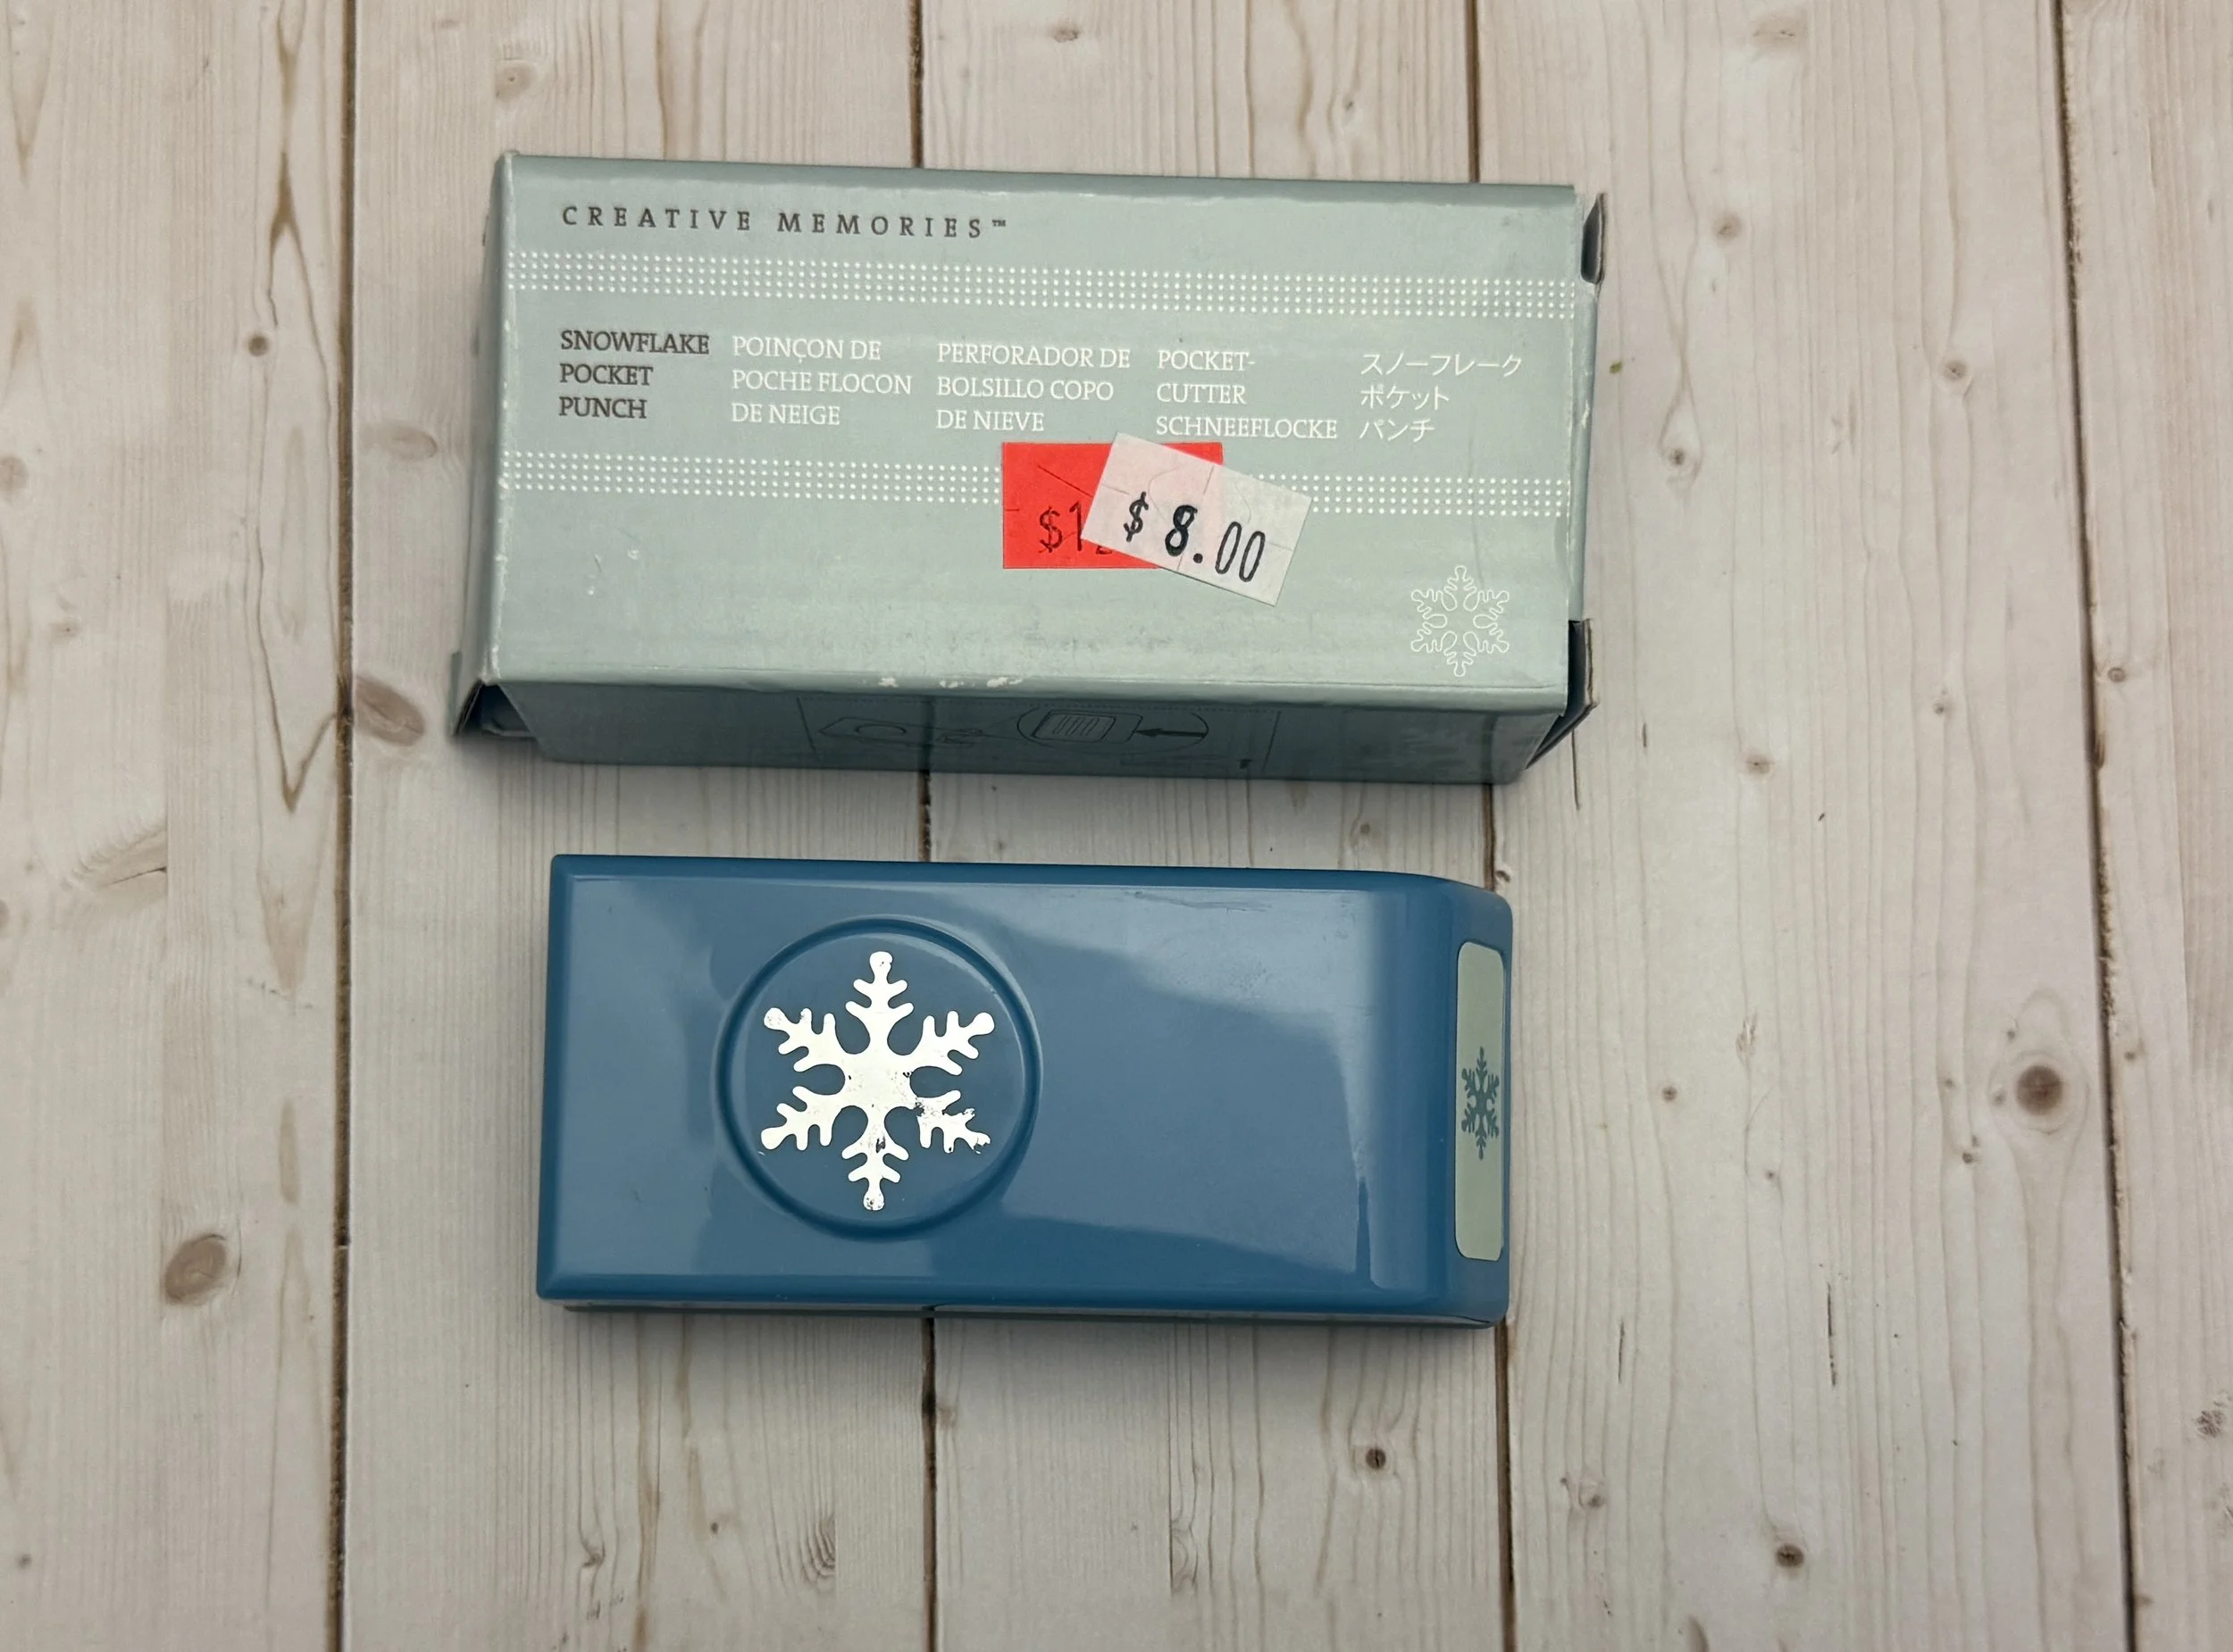 CREATIVE MEMORIES™
SNOWFLAKE
POCKET
PUNCH
POINÇON DE
POCHE FLOCON
DE NEIGE
PERFORADOR DE
BOLSILLO COPO
DE NIEVE
POCKET-
CUTTER
SCHNEEFLOCKE
スノーフレーク
ポケット
パンチ
$ 8.00